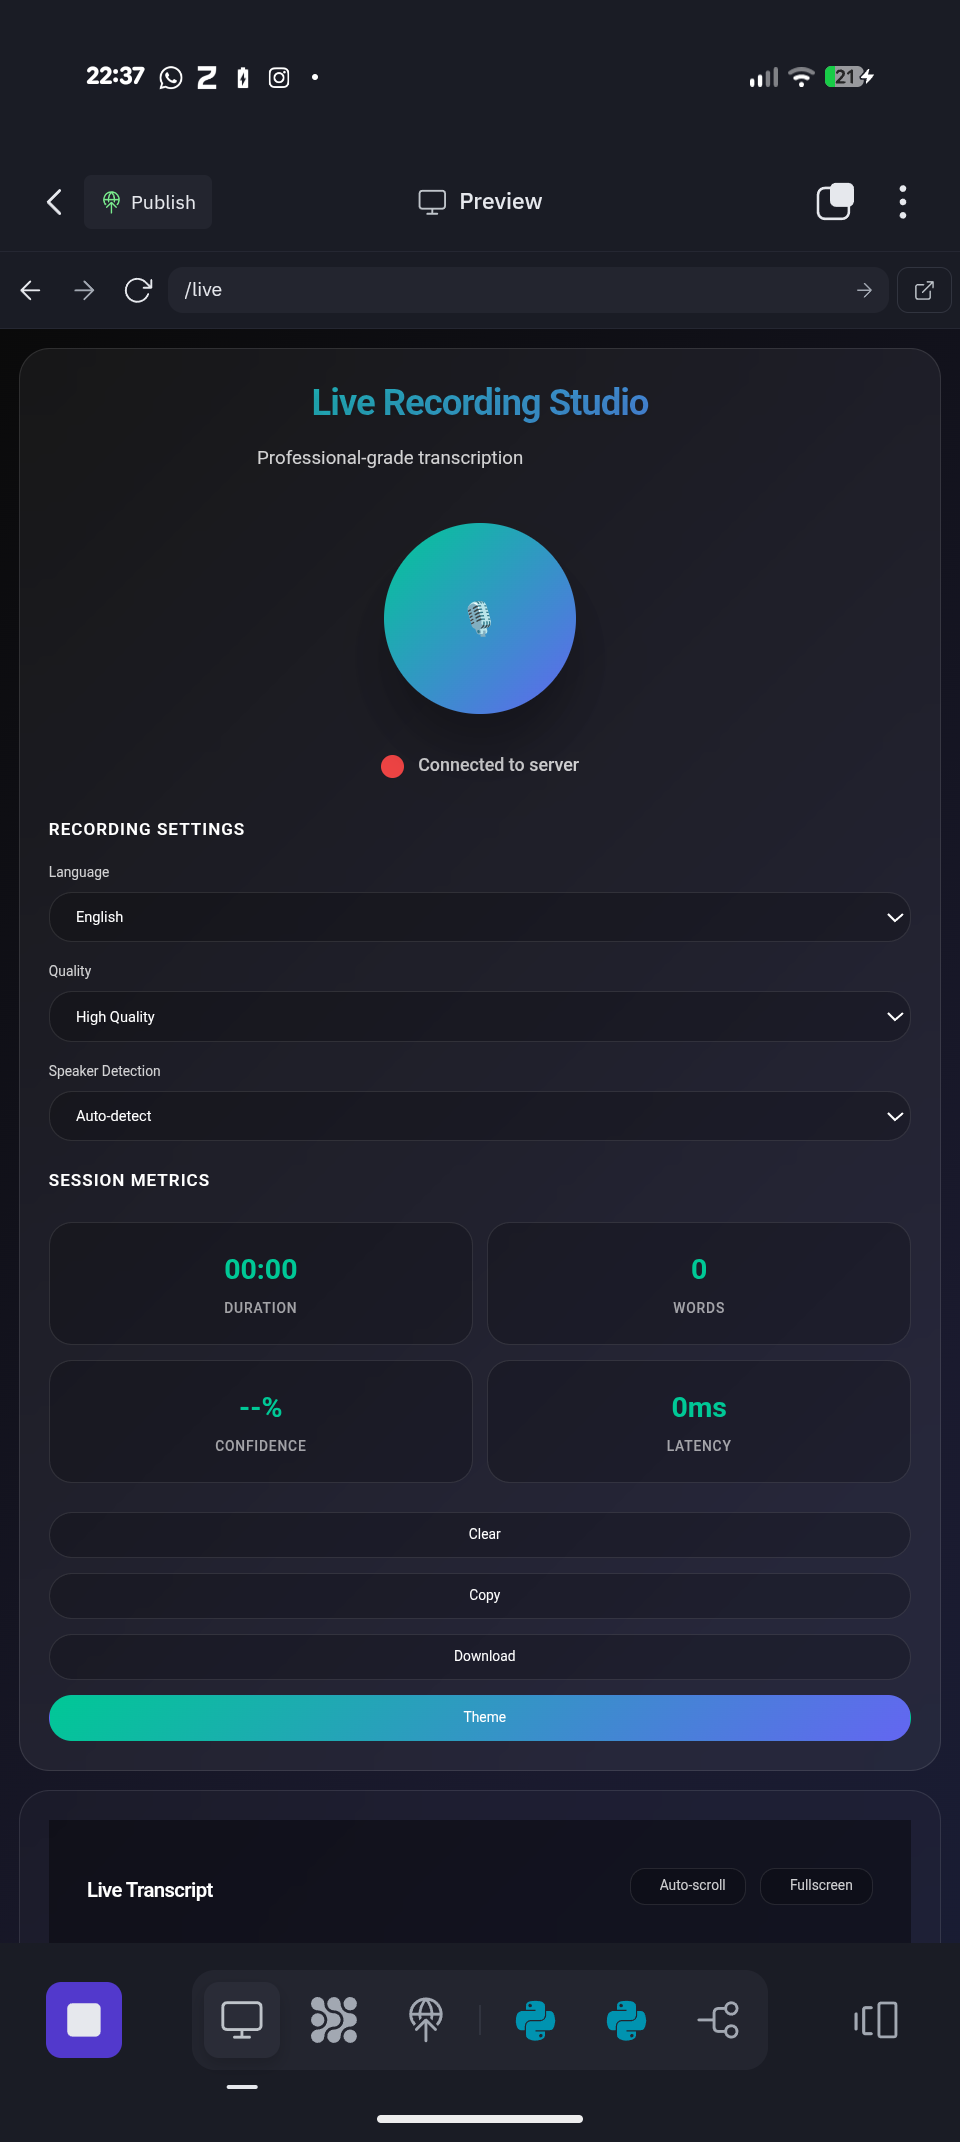 22:37
21
Publish
Preview
/live
Live Recording Studio
Professional-grade transcription
Connected to server
RECORDING SETTINGS
Language
English
Quality
High Quality
Speaker Detection
Auto-detect
SESSION METRICS
00:00
DURATION
0
WORDS
--%
CONFIDENCE
0ms
LATENCY
Clear
Copy
Download
Theme
Live Transcript
Auto-scroll
Fullscreen